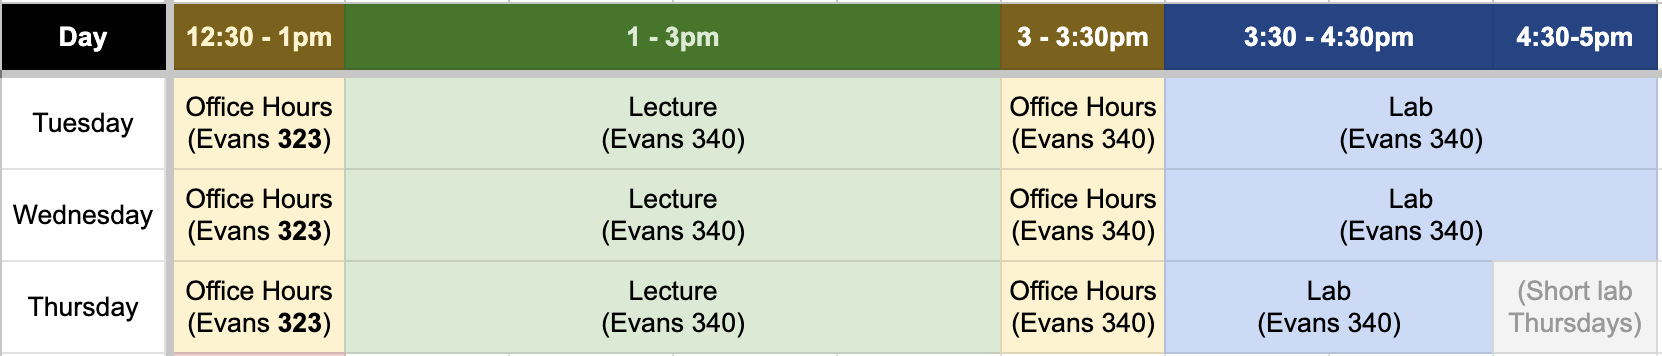 Day 12:30 - 1pm 1 - 3pm 3 - 3:30pm 3:30 - 4:30pm 4:30-5pm
Tuesday
Office Hours
(Evans 323)
Lecture
(Evans 340)
Office Hours
(Evans 340)
Lab
(Evans 340)
Wednesday
Office Hours
(Evans 323)
Lecture
(Evans 340)
Office Hours
(Evans 340)
Lab
(Evans 340)
Thursday
Office Hours
(Evans 323)
Lecture
(Evans 340)
Office Hours
(Evans 340)
Lab
(Evans 340)
(Short lab
Thursdays)